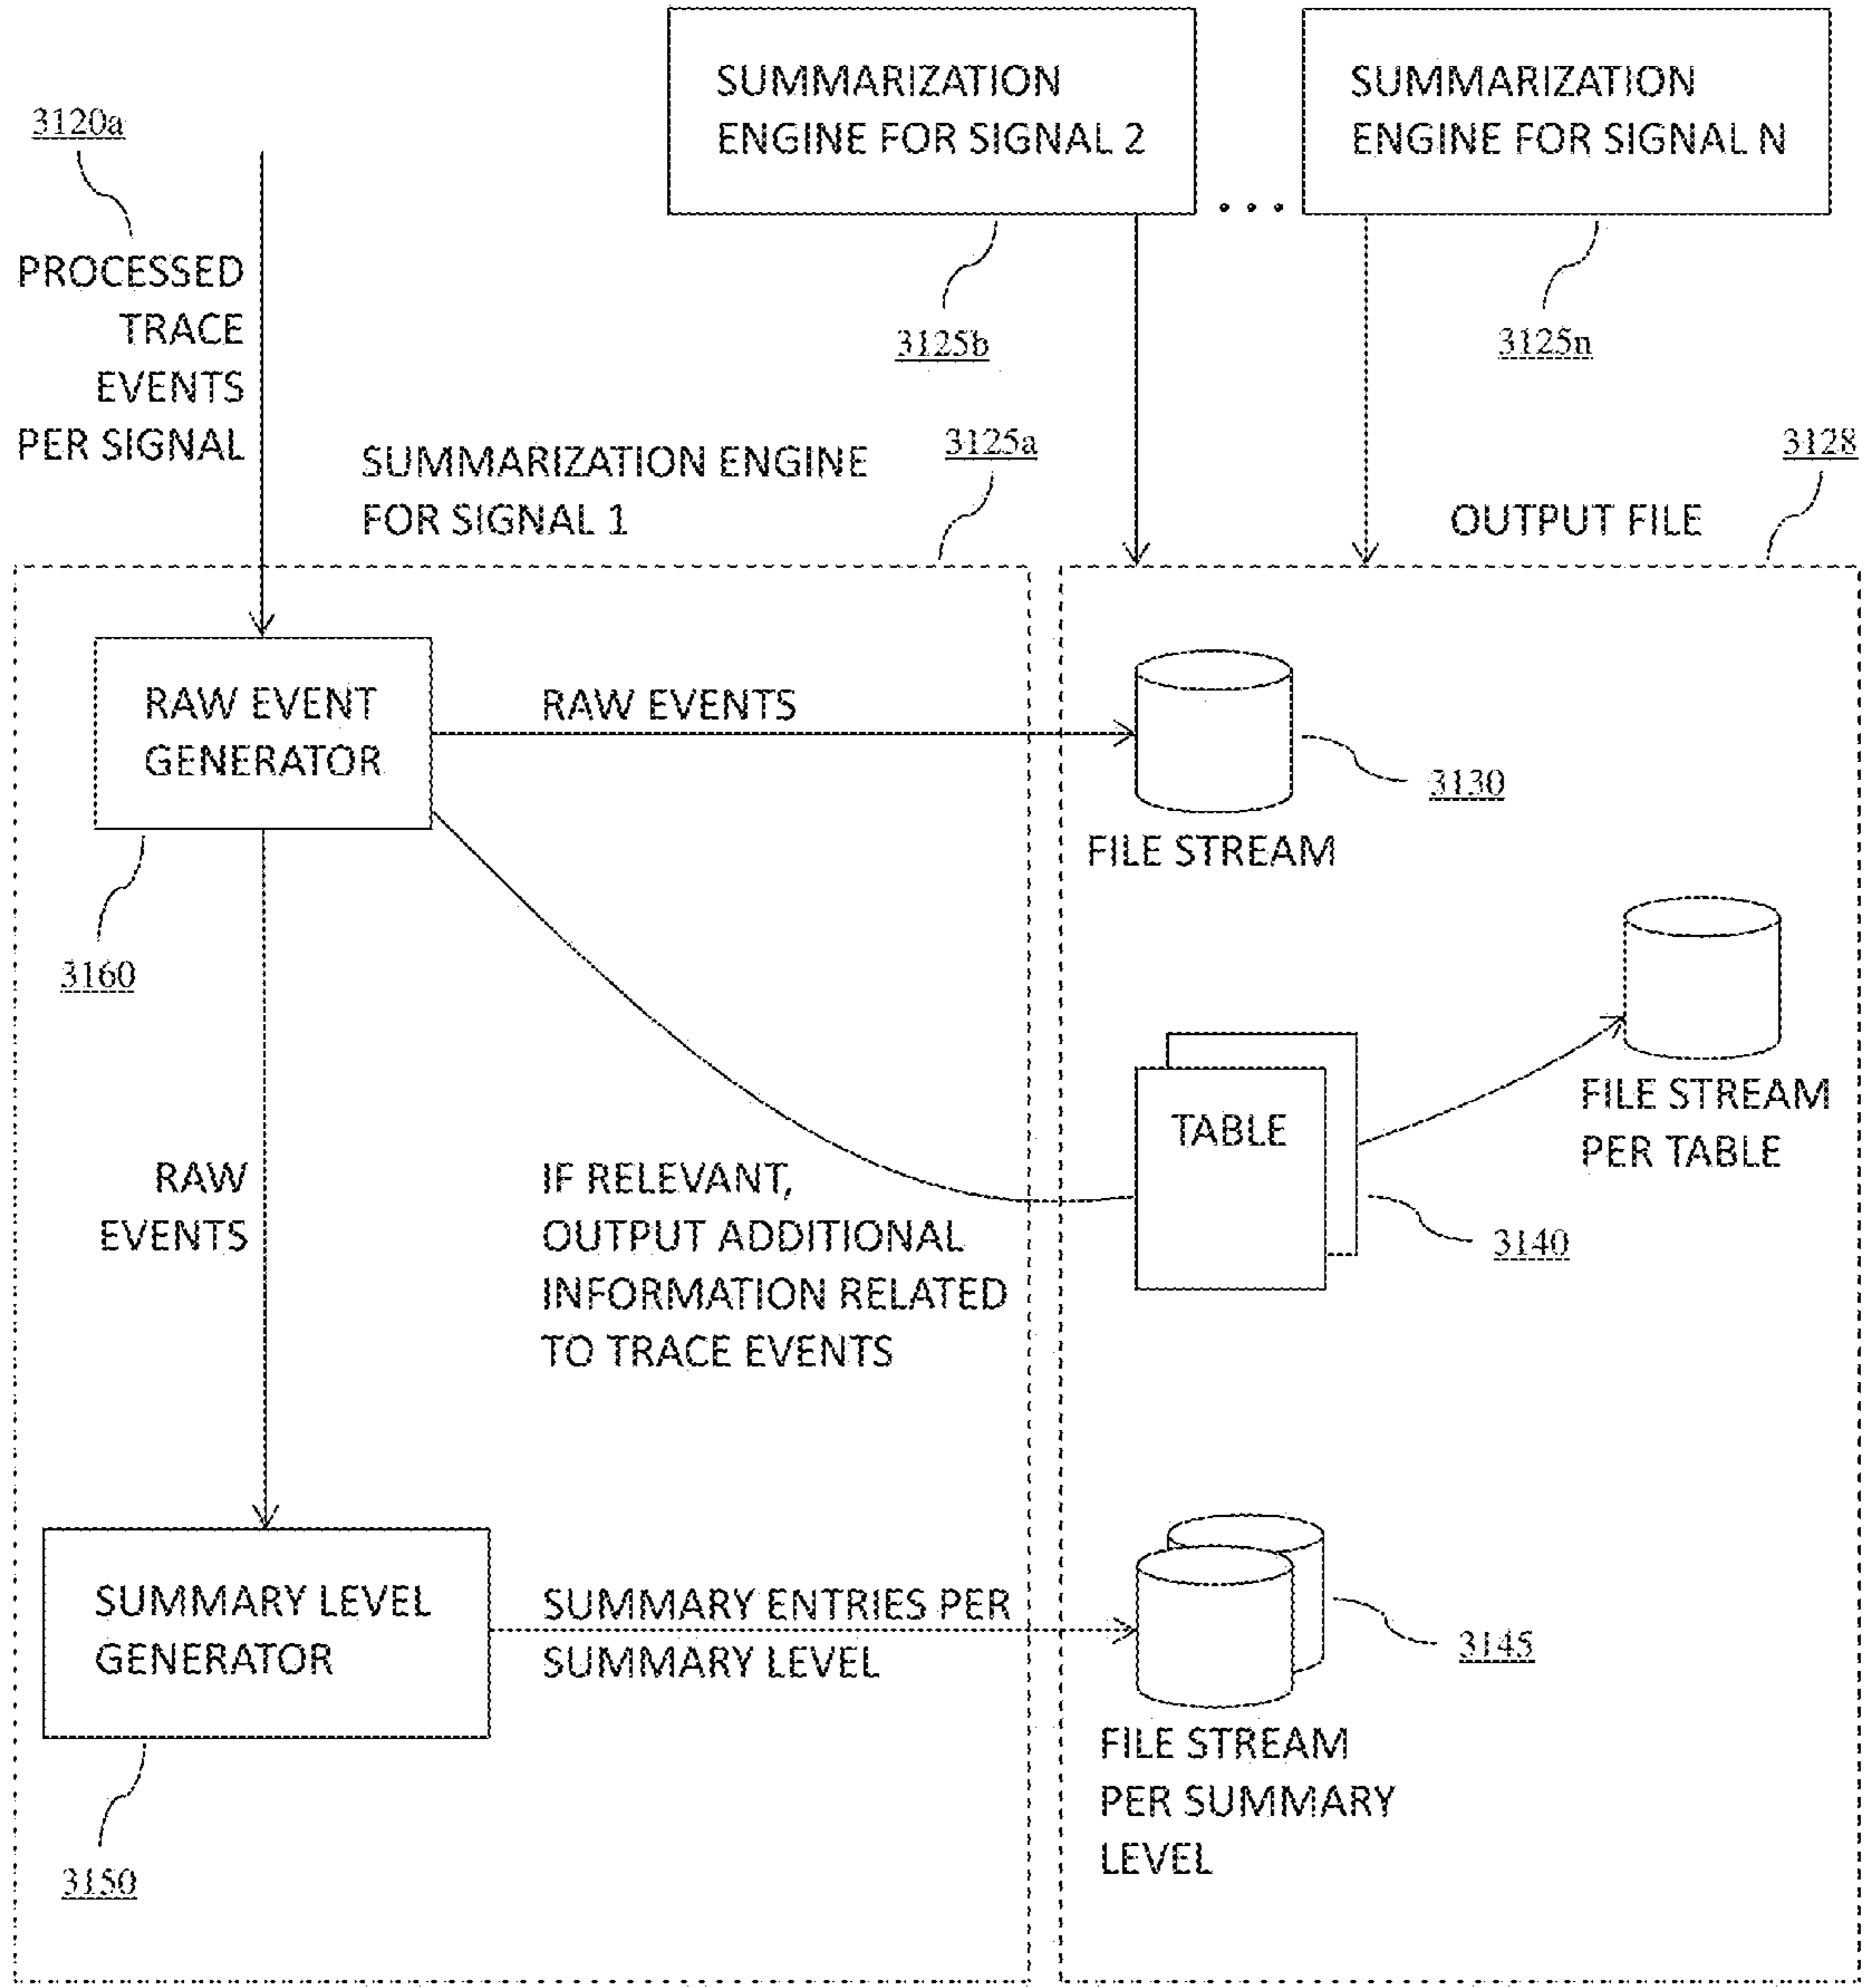 SUMMARIZATION
ENGINE FOR SIGNAL 2
SUMMARIZATION
ENGINE FOR SIGNAL N
...
3120a
PROCESSED
TRACE
EVENTS
PER SIGNAL
3125b
3125n
SUMMARIZATION ENGINE
FOR SIGNAL 1
3125a
OUTPUT FILE
3128
RAW EVENT
GENERATOR
RAW EVENTS
3130
FILE STREAM
3160
TABLE
FILE STREAM
PER TABLE
RAW
EVENTS
IF RELEVANT,
OUTPUT ADDITIONAL
INFORMATION RELATED
TO TRACE EVENTS
3140
SUMMARY LEVEL
GENERATOR
SUMMARY ENTRIES PER
SUMMARY LEVEL
3145
FILE STREAM
PER SUMMARY
LEVEL
3150